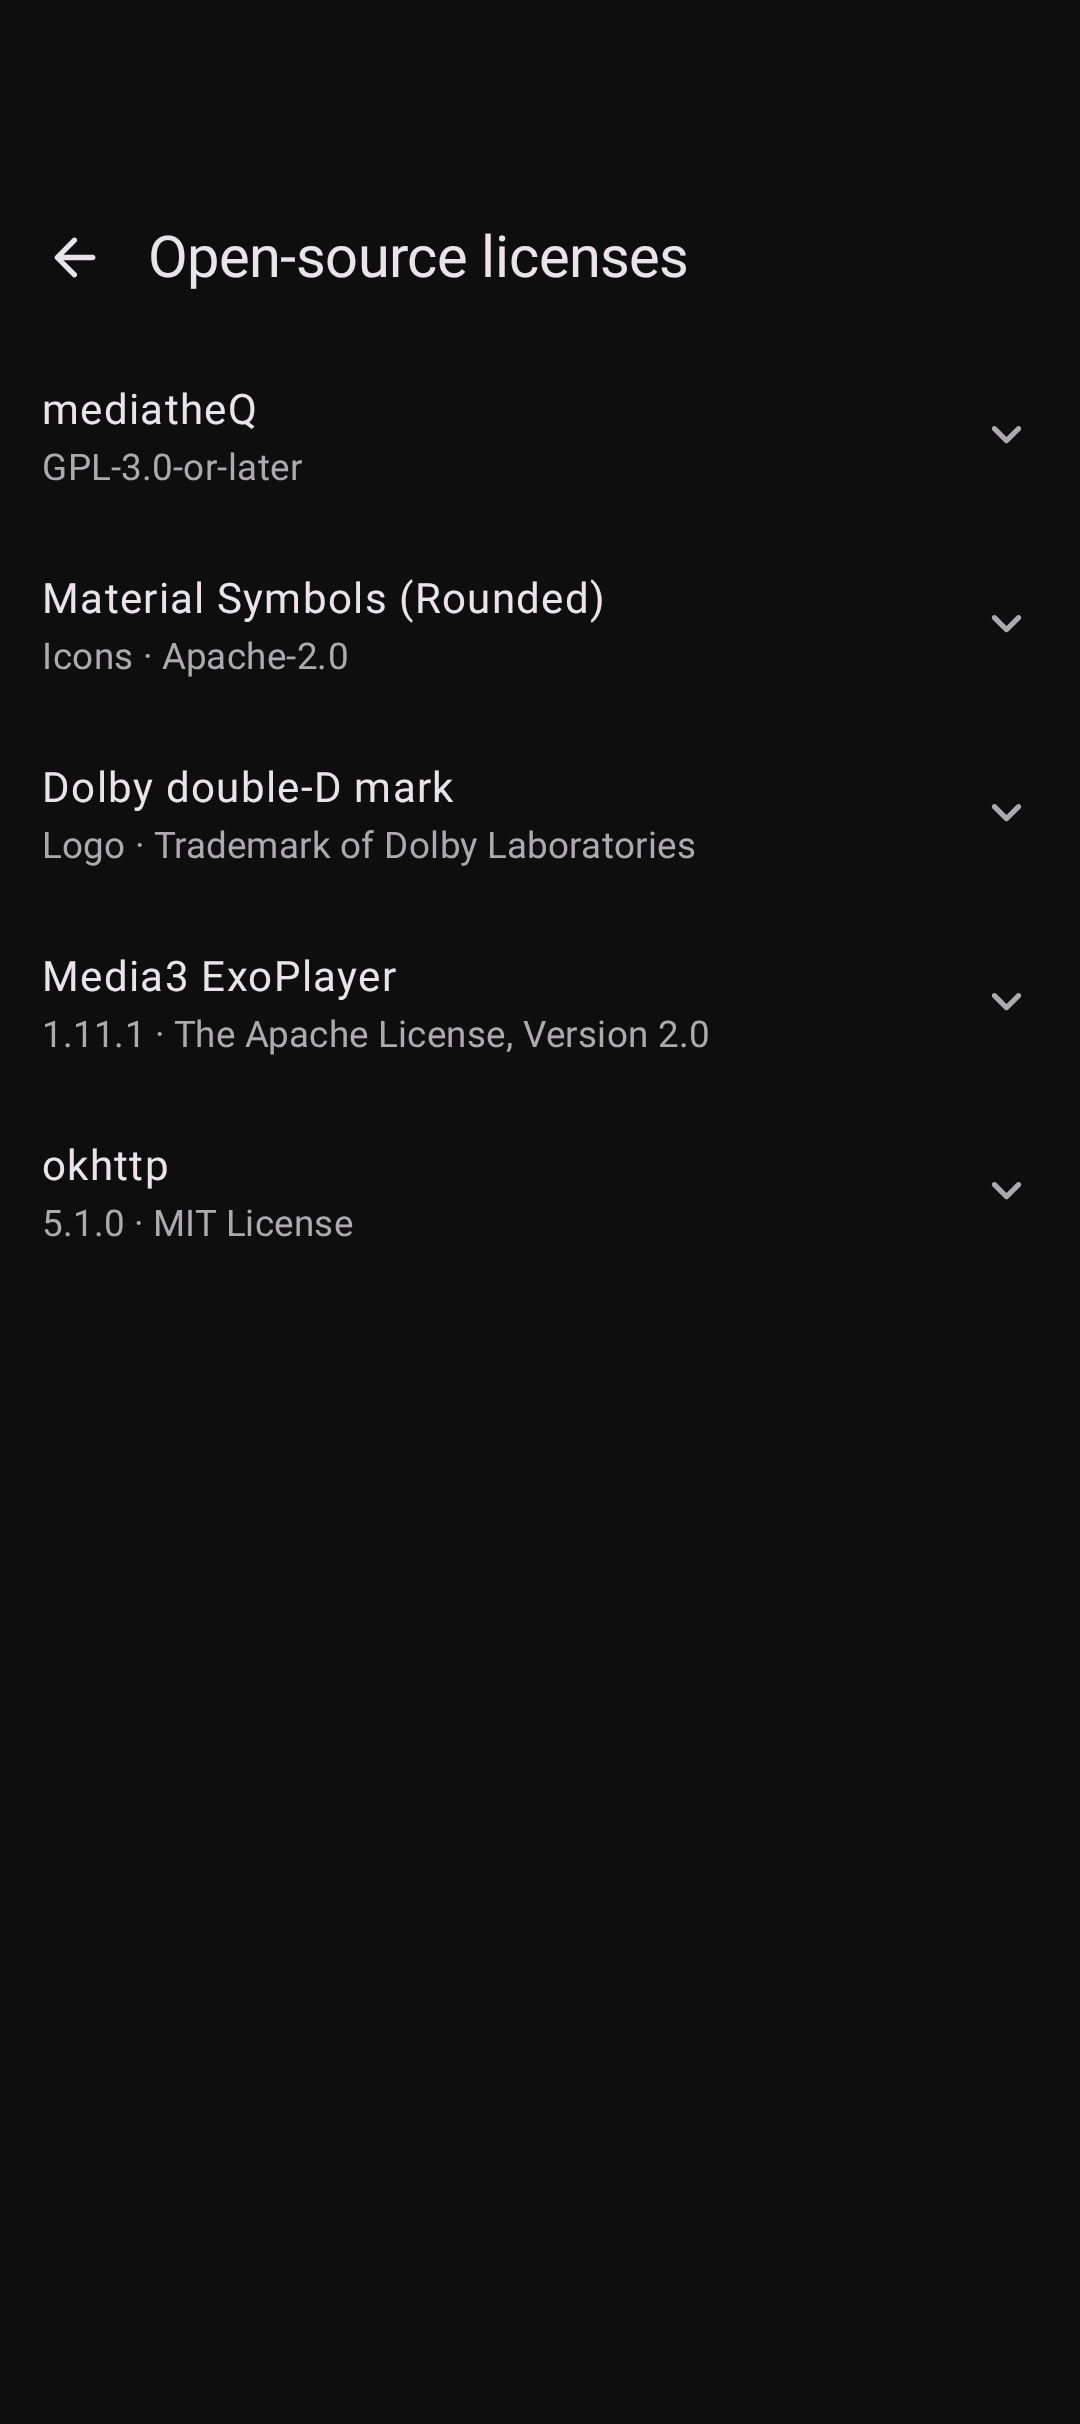 Open-source licenses
mediatheQ
GPL-3.0-or-later
Material Symbols (Rounded)
Icons · Apache-2.0
Dolby double-D mark
Logo · Trademark of Dolby Laboratories
Media3 ExoPlayer
1.11.1 · The Apache License, Version 2.0
okhttp
5.1.0 · MIT License